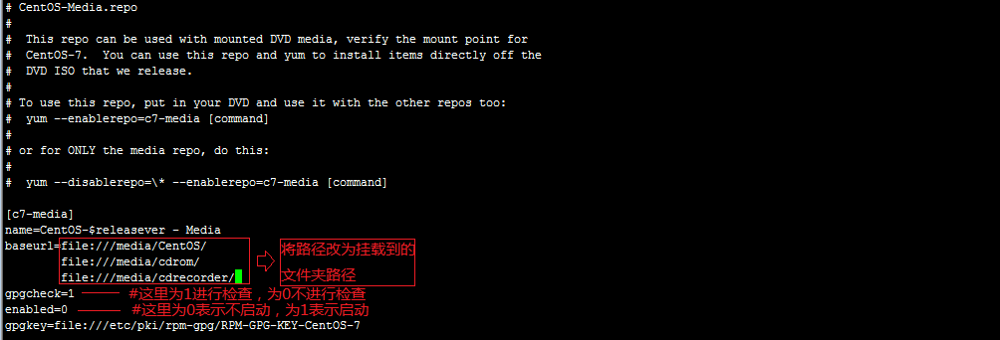 # CentOS-Media.repo
#
#  This repo can be used with mounted DVD media, verify the mount point for
#  CentOS-7.  You can use this repo and yum to install items directly off the
#  DVD ISO that we release.
#
# To use this repo, put in your DVD and use it with the other repos too:
#  yum --enablerepo=c7-media [command]
#
# or for ONLY the media repo, do this:
#
#  yum --disablerepo=\* --enablerepo=c7-media [command]
[c7-media]
name=CentOS-$releasever - Media
baseurl=file:///media/CentOS/
将路径改为挂载到的
file:///media/cdrom/
文件夹路径
file:///media/cdrecorder/
gpgcheck=1 #这里为1进行检查，为0不进行检查
enabled=0 #这里为0表示不启动，为1表示启动
gpgkey=file:///etc/pki/rpm-gpg/RPM-GPG-KEY-CentOS-7